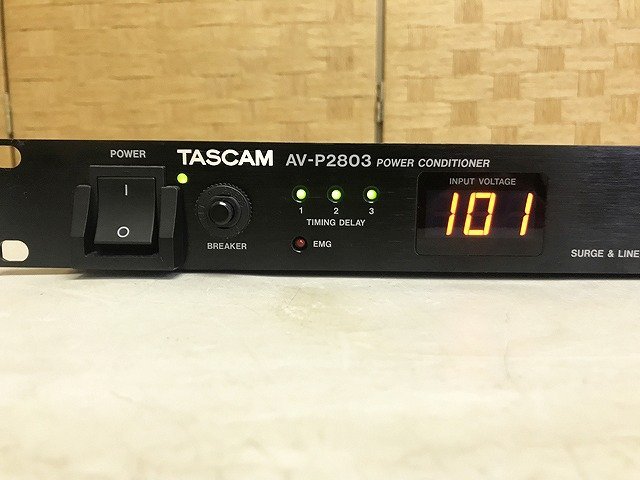 POWER
I
O
TASCAM AV-P2803 POWER CONDITIONER
BREAKER
1 2 3
TIMING DELAY
EMG
INPUT VOLTAGE
101
SURGE & LINE